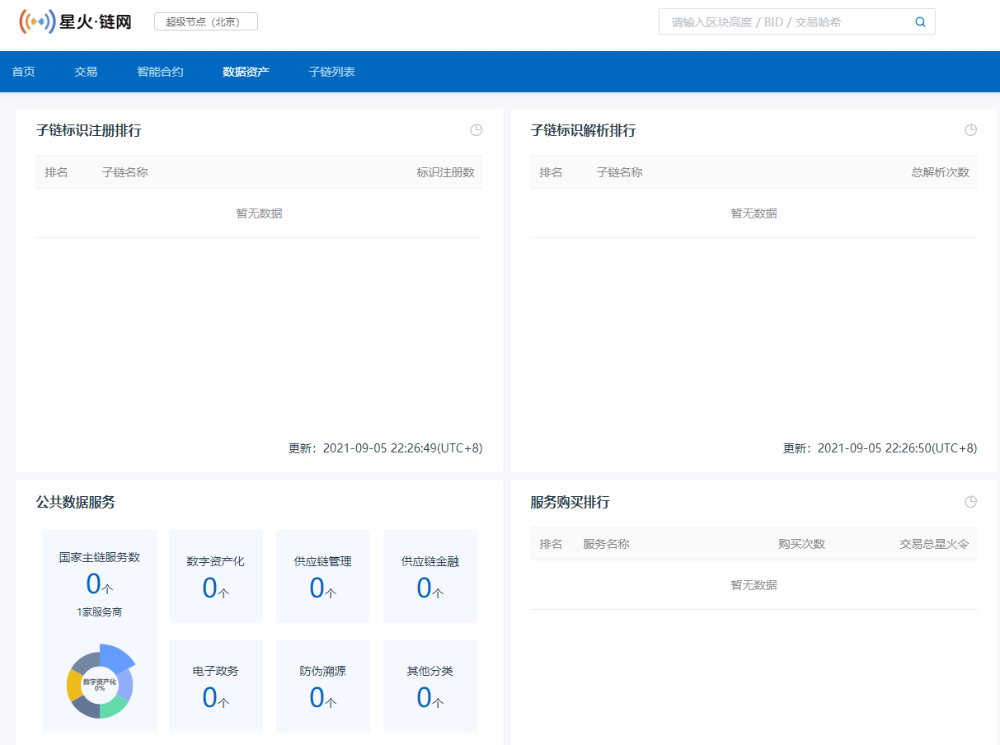 星火·链网
超级节点（北京）
请输入区块高度 / BID / 交易哈希
首页 交易 智能合约 数据资产 子链列表
子链标识注册排行
排名 子链名称 标识注册数
暂无数据
更新：2021-09-05 22:26:49(UTC+8)
子链标识解析排行
排名 子链名称 总解析次数
暂无数据
更新：2021-09-05 22:26:50(UTC+8)
公共数据服务
国家主链服务数
0个
1家服务商
数字资产化
0%
数字资产化
0个
供应链管理
0个
供应链金融
0个
电子政务
0个
防伪溯源
0个
其他分类
0个
服务购买排行
排名 服务名称 购买次数 交易总星火令
暂无数据